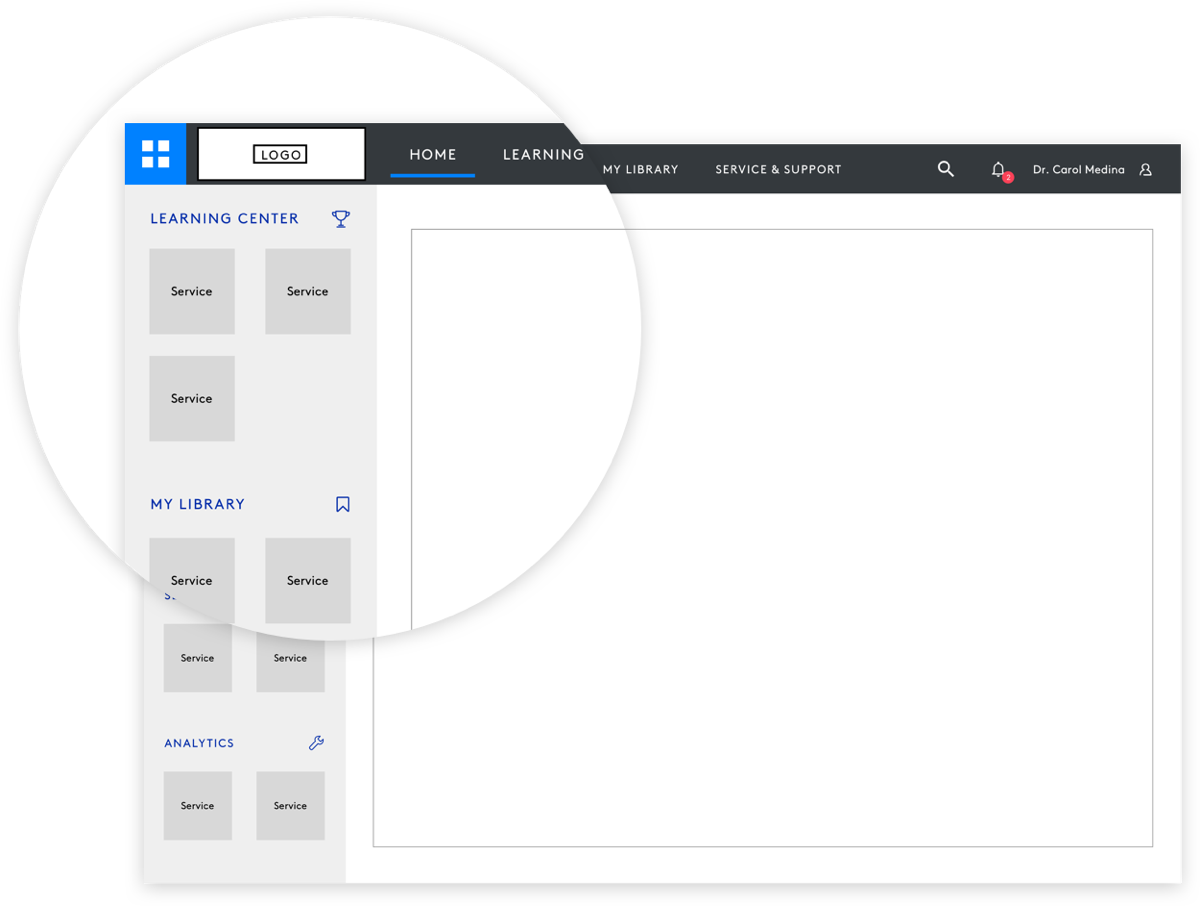 LOGO
HOME LEARNING MY LIBRARY SERVICE & SUPPORT 2 Dr. Carol Medina
LEARNING CENTER
Service Service
Service
MY LIBRARY
Service Service
Service Service
ANALYTICS
Service Service